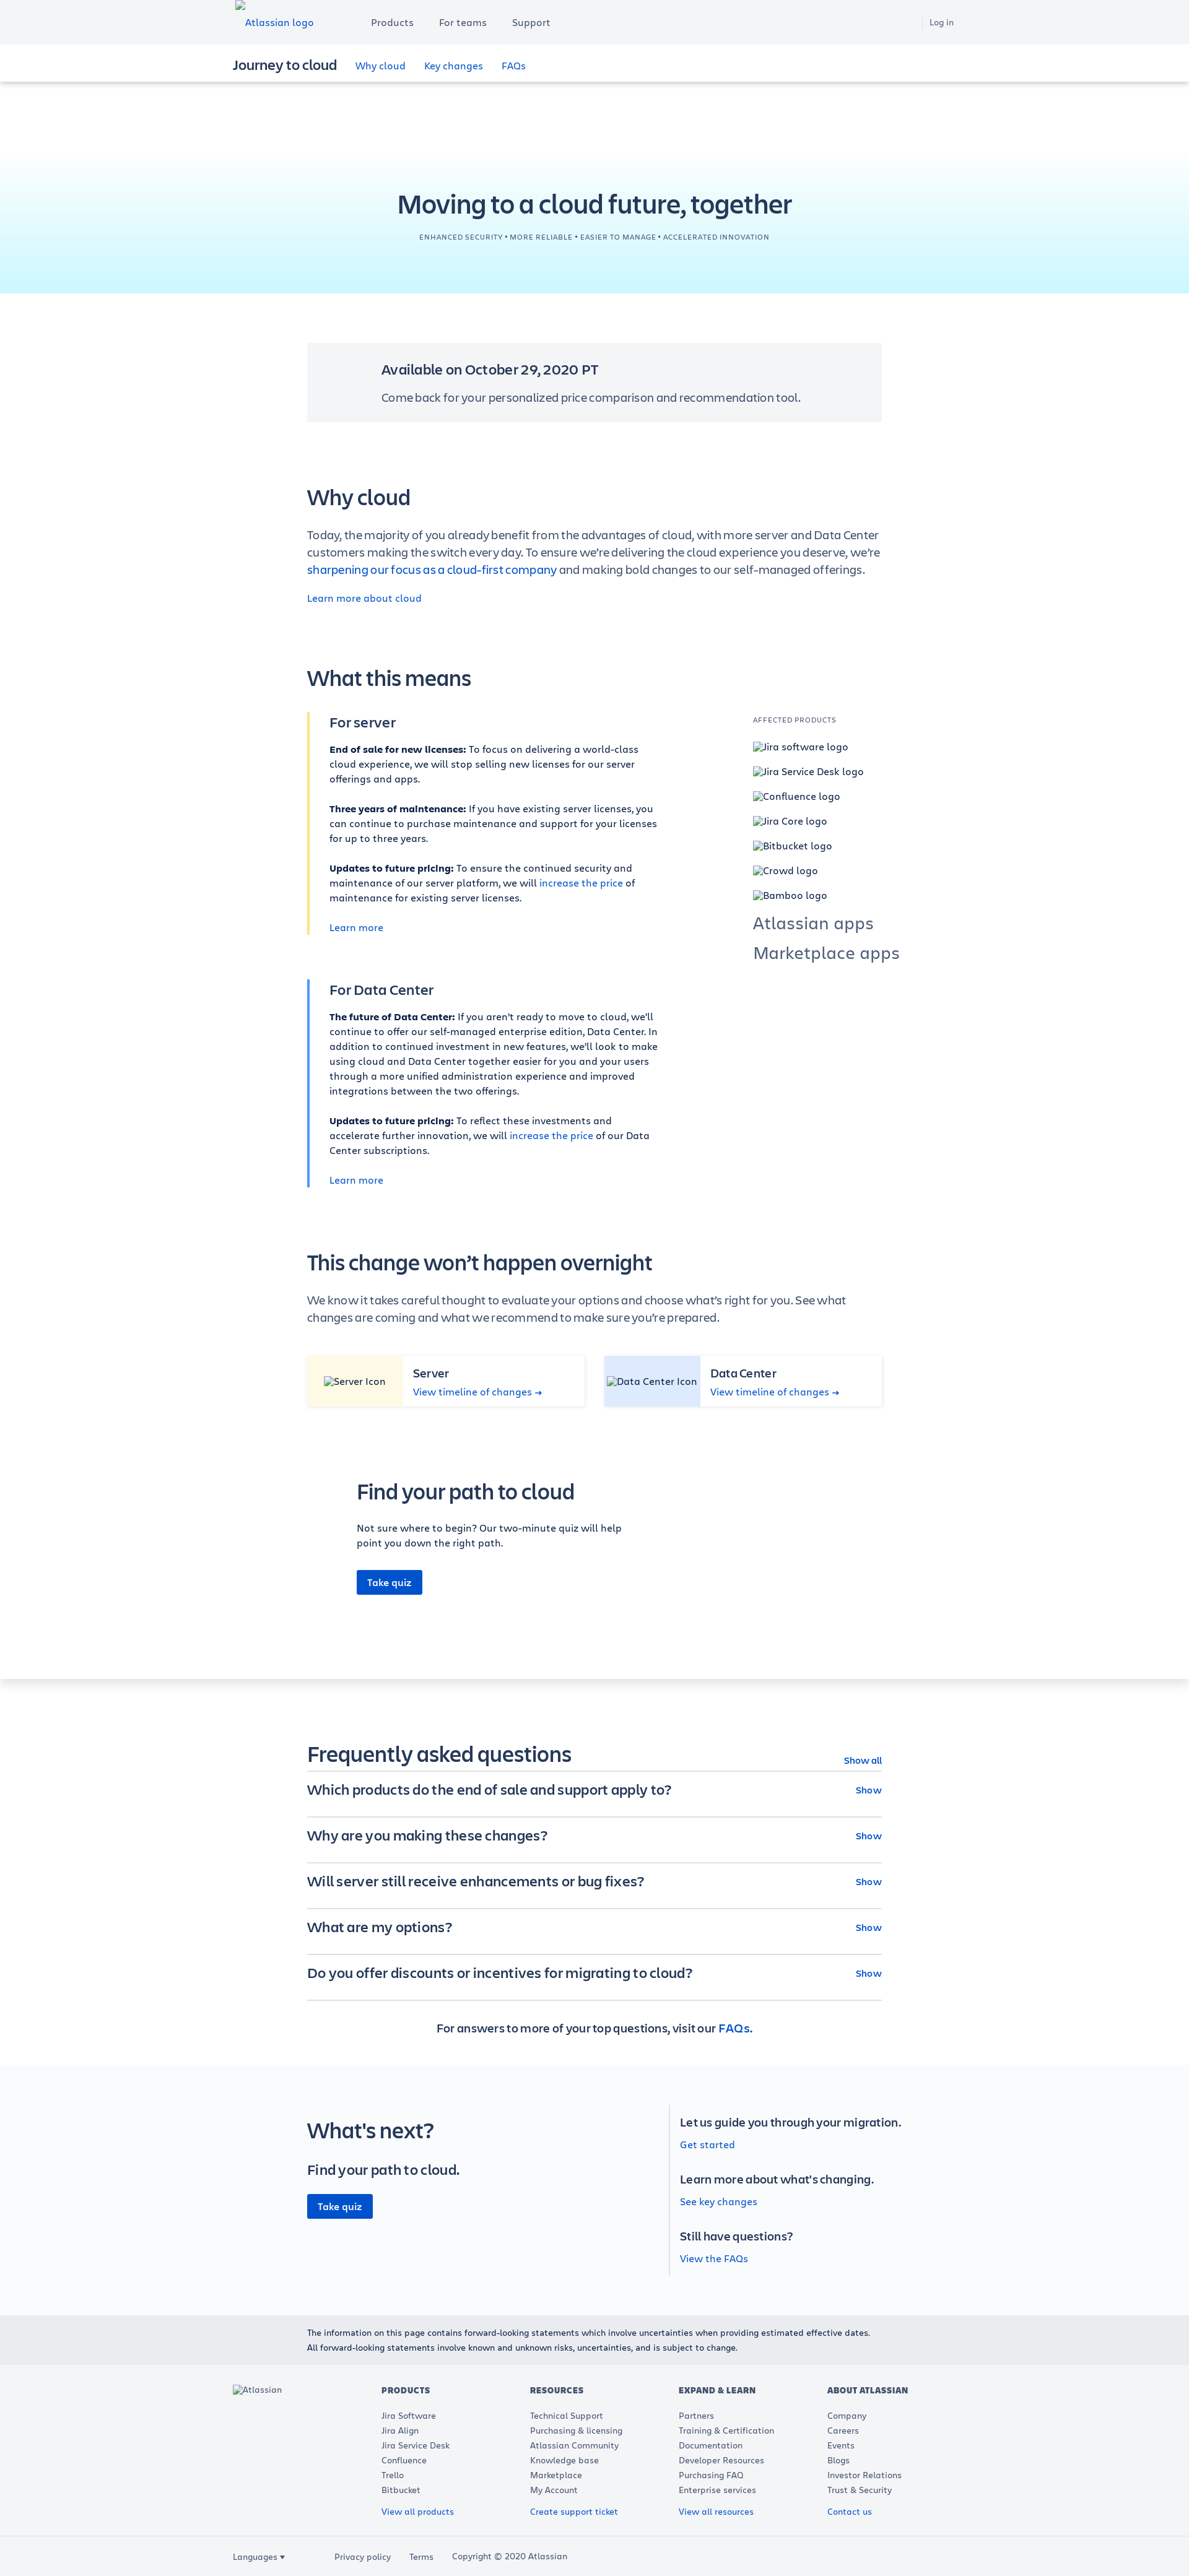 Atlassian logo
Products
For teams
Support
Log in
Journey to cloud
Why cloud
Key changes
FAQs
Moving to a cloud future, together
ENHANCED SECURITY • MORE RELIABLE • EASIER TO MANAGE • ACCELERATED INNOVATION
Available on October 29, 2020 PT
Come back for your personalized price comparison and recommendation tool.
Why cloud
Today, the majority of you already benefit from the advantages of cloud, with more server and Data Center
customers making the switch every day. To ensure we’re delivering the cloud experience you deserve, we’re
sharpening our focus as a cloud-first company and making bold changes to our self-managed offerings.
Learn more about cloud
What this means
For server
End of sale for new licenses: To focus on delivering a world-class
cloud experience, we will stop selling new licenses for our server
offerings and apps.
Three years of maintenance: If you have existing server licenses, you
can continue to purchase maintenance and support for your licenses
for up to three years.
Updates to future pricing: To ensure the continued security and
maintenance of our server platform, we will increase the price of
maintenance for existing server licenses.
Learn more
AFFECTED PRODUCTS
Jira software logo
Jira Service Desk logo
Confluence logo
Jira Core logo
Bitbucket logo
Crowd logo
Bamboo logo
Atlassian apps
Marketplace apps
For Data Center
The future of Data Center: If you aren’t ready to move to cloud, we’ll
continue to offer our self-managed enterprise edition, Data Center. In
addition to continued investment in new features, we’ll look to make
using cloud and Data Center together easier for you and your users
through a more unified administration experience and improved
integrations between the two offerings.
Updates to future pricing: To reflect these investments and
accelerate further innovation, we will increase the price of our Data
Center subscriptions.
Learn more
This change won’t happen overnight
We know it takes careful thought to evaluate your options and choose what’s right for you. See what
changes are coming and what we recommend to make sure you’re prepared.
Server Icon
Server
View timeline of changes →
Data Center Icon
Data Center
View timeline of changes →
Find your path to cloud
Not sure where to begin? Our two-minute quiz will help
point you down the right path.
Take quiz
Frequently asked questions
Show all
Which products do the end of sale and support apply to?
Show
Why are you making these changes?
Show
Will server still receive enhancements or bug fixes?
Show
What are my options?
Show
Do you offer discounts or incentives for migrating to cloud?
Show
For answers to more of your top questions, visit our FAQs.
What's next?
Find your path to cloud.
Take quiz
Let us guide you through your migration.
Get started
Learn more about what's changing.
See key changes
Still have questions?
View the FAQs
The information on this page contains forward-looking statements which involve uncertainties when providing estimated effective dates.
All forward-looking statements involve known and unknown risks, uncertainties, and is subject to change.
Atlassian
PRODUCTS
Jira Software
Jira Align
Jira Service Desk
Confluence
Trello
Bitbucket
View all products
RESOURCES
Technical Support
Purchasing & licensing
Atlassian Community
Knowledge base
Marketplace
My Account
Create support ticket
EXPAND & LEARN
Partners
Training & Certification
Documentation
Developer Resources
Purchasing FAQ
Enterprise services
View all resources
ABOUT ATLASSIAN
Company
Careers
Events
Blogs
Investor Relations
Trust & Security
Contact us
Languages
Privacy policy
Terms
Copyright © 2020 Atlassian